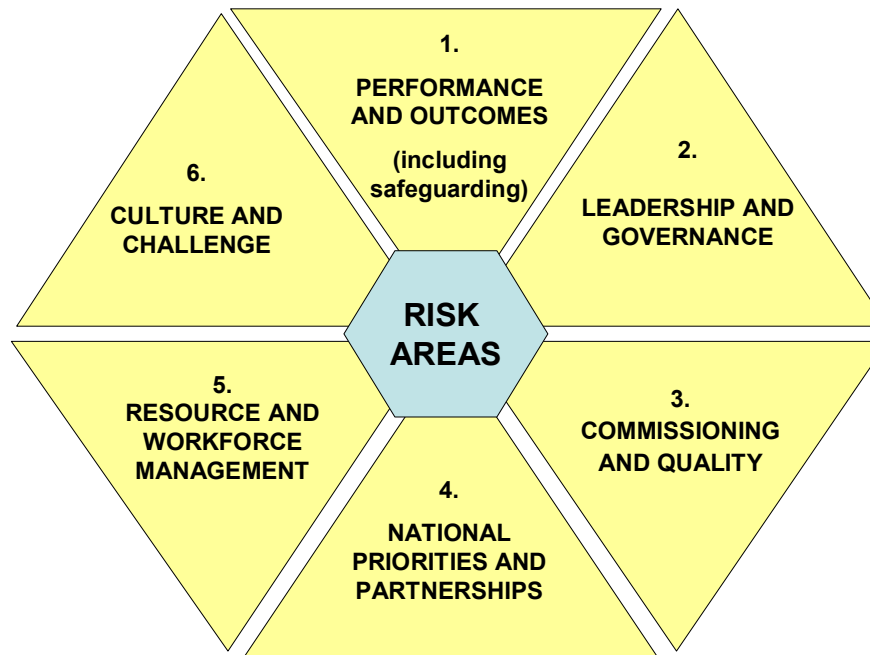 1.
PERFORMANCE
AND OUTCOMES
(including
safeguarding)
2.
LEADERSHIP AND
GOVERNANCE
3.
COMMISSIONING
AND QUALITY
4.
NATIONAL
PRIORITIES AND
PARTNERSHIPS
5.
RESOURCE AND
WORKFORCE
MANAGEMENT
6.
CULTURE AND
CHALLENGE
RISK
AREAS